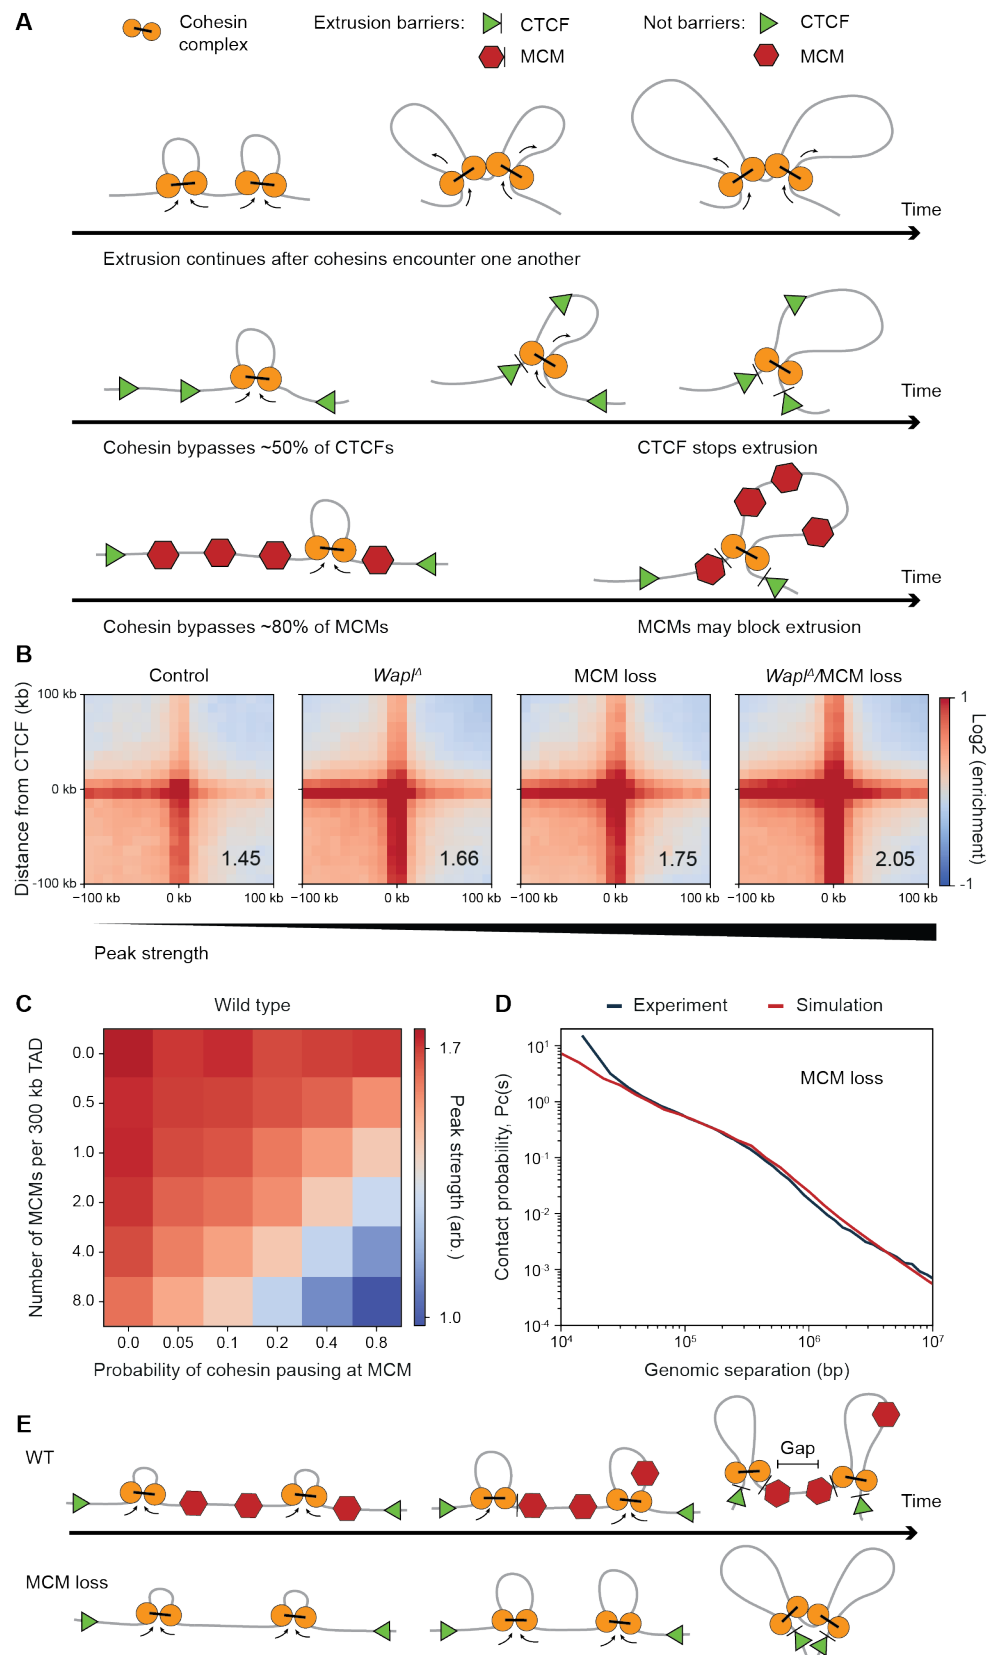 A
Cohesin complex
Extrusion barriers:
CTCF
MCM
Not barriers:
CTCF
MCM
Time
Extrusion continues after cohesins encounter one another
Time
Cohesin bypasses ~50% of CTCFs
CTCF stops extrusion
Time
Cohesin bypasses ~80% of MCMs
MCMs may block extrusion
B
Control
WaplΔ
MCM loss
WaplΔ/MCM loss
Distance from CTCF (kb)
100 kb
0 kb
-100 kb
1.45
1.66
1.75
2.05
1
-1
Log2 (enrichment)
−100 kb 0 kb 100 kb
−100 kb 0 kb 100 kb
−100 kb 0 kb 100 kb
−100 kb 0 kb 100 kb
Peak strength
C
Wild type
Number of MCMs per 300 kb TAD
0.0
0.5
1.0
2.0
4.0
8.0
0.0 0.05 0.1 0.2 0.4 0.8
Probability of cohesin pausing at MCM
1.7
1.0
Peak strength (arb.)
D
Experiment
Simulation
MCM loss
Contact probability, Pc(s)
10¹
10⁰
10⁻¹
10⁻²
10⁻³
10⁻⁴
10⁴ 10⁵ 10⁶ 10⁷
Genomic separation (bp)
E
WT
Gap
Time
MCM loss